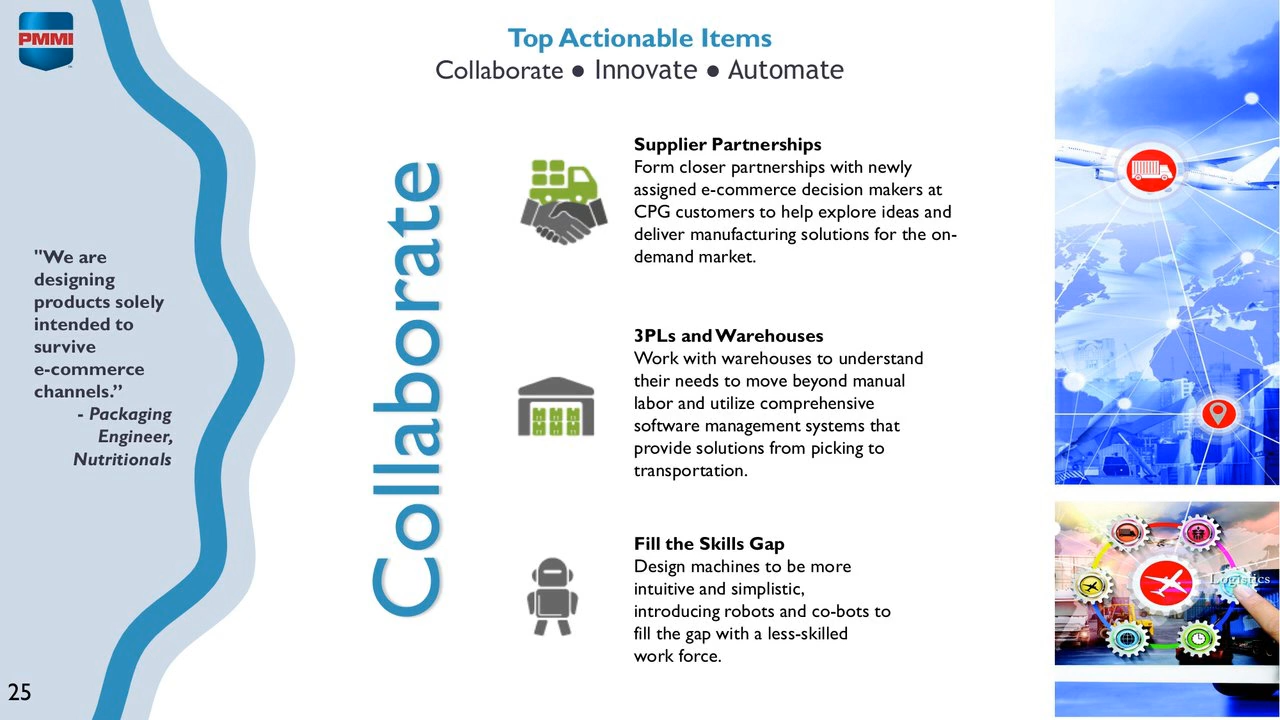 PMMI
Top Actionable Items
Collaborate ● Innovate ● Automate
"We are
designing
products solely
intended to
survive
e-commerce
channels.”
- Packaging
Engineer,
Nutritionals
Collaborate
Supplier Partnerships
Form closer partnerships with newly
assigned e-commerce decision makers at
CPG customers to help explore ideas and
deliver manufacturing solutions for the on-
demand market.
3PLs and Warehouses
Work with warehouses to understand
their needs to move beyond manual
labor and utilize comprehensive
software management systems that
provide solutions from picking to
transportation.
Fill the Skills Gap
Design machines to be more
intuitive and simplistic,
introducing robots and co-bots to
fill the gap with a less-skilled
work force.
Logistics
25